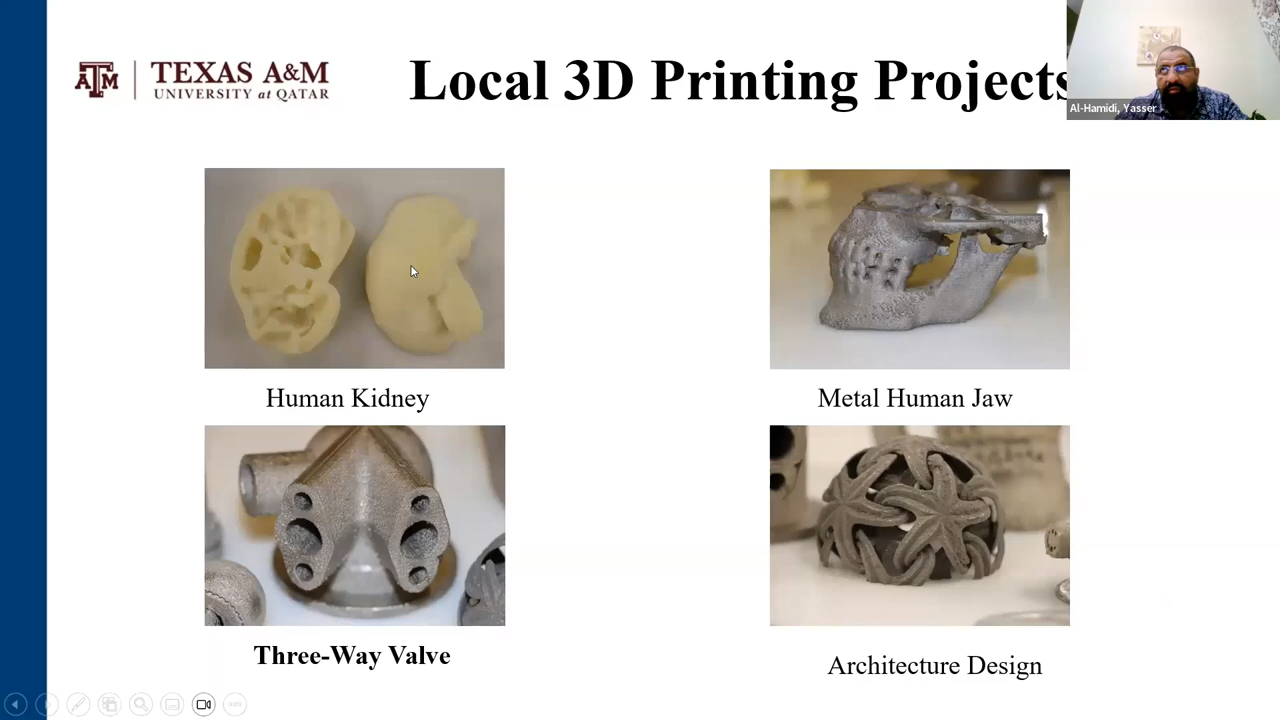 TEXAS A&M
UNIVERSITY at QATAR
Local 3D Printing Projects
Al-Hamidi, Yasser
Human Kidney
Metal Human Jaw
Three-Way Valve
Architecture Design